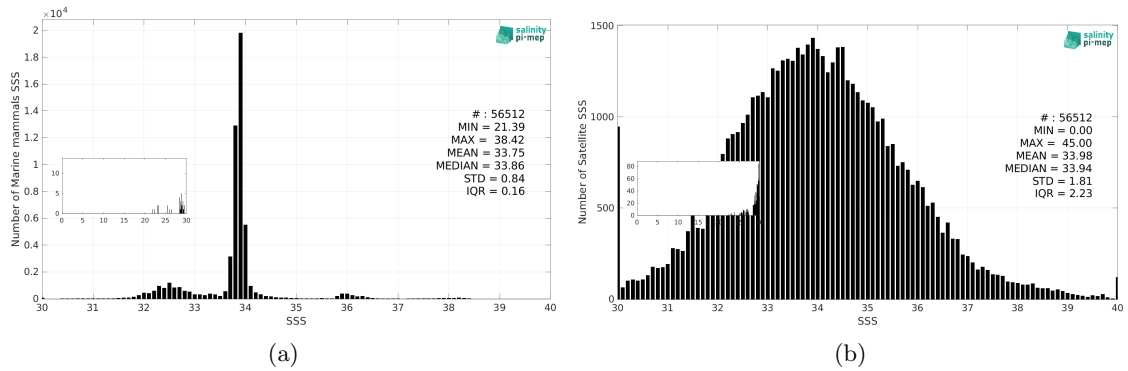 ×10⁴
2
1.8
1.6
1.4
1.2
1
0.8
0.6
0.4
0.2
0
Number of Marine mammals SSS
salinity
pi-mep
# : 56512
MIN = 21.39
MAX = 38.42
MEAN = 33.75
MEDIAN = 33.86
STD = 0.84
IQR = 0.16
10
5
0
0 5 10 15 20 25 30
30 31 32 33 34 35 36 37 38 39 40
SSS
(a)
1500
1000
500
0
Number of Satellite SSS
salinity
pi-mep
# : 56512
MIN = 0.00
MAX = 45.00
MEAN = 33.98
MEDIAN = 33.94
STD = 1.81
IQR = 2.23
80
60
40
20
0
0 5 10 15 20
30 31 32 33 34 35 36 37 38 39 40
SSS
(b)